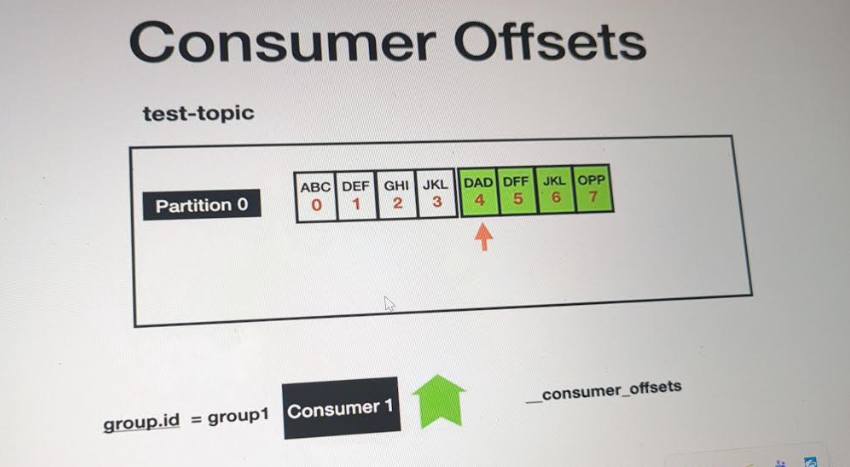 Consumer Offsets
test-topic
Partition 0
ABC DEF GHI JKL DAD DFF JKL OPP
0 1 2 3 4 5 6 7
group.id = group1
Consumer 1
__consumer_offsets